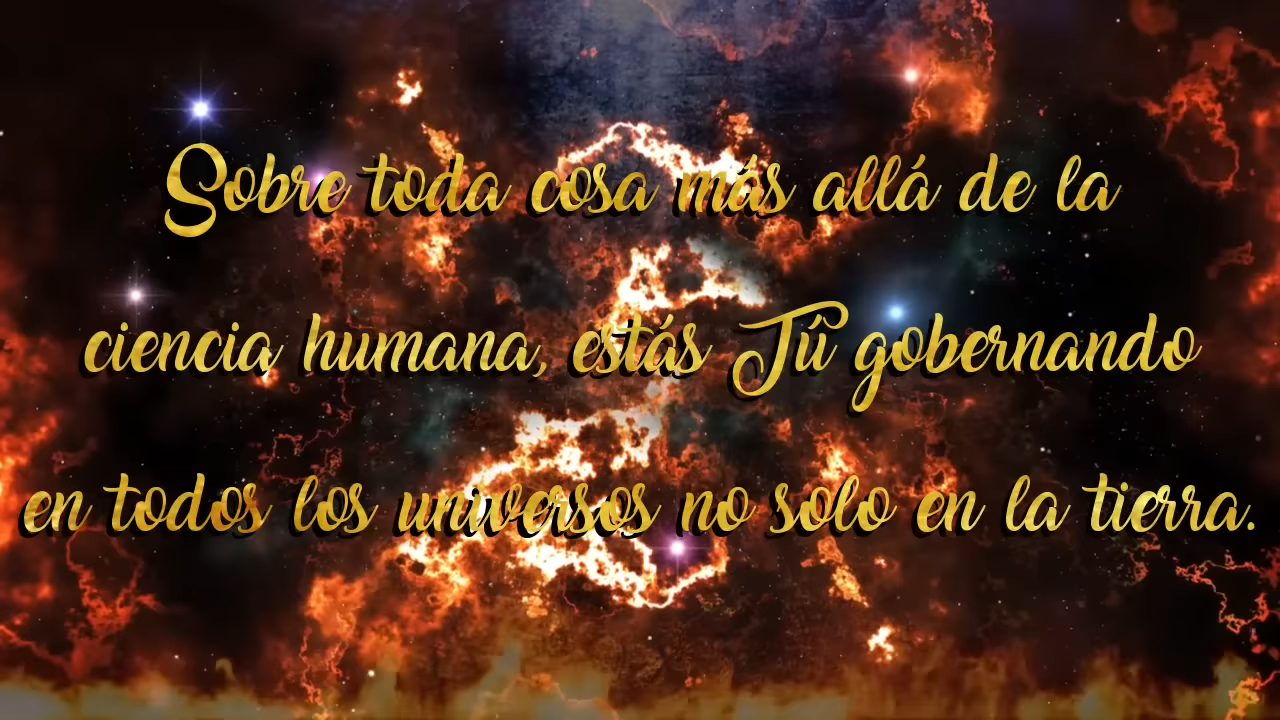 Sobre toda cosa más allá de la
ciencia humana, estás Tú gobernando
en todos los universos no solo en la tierra.